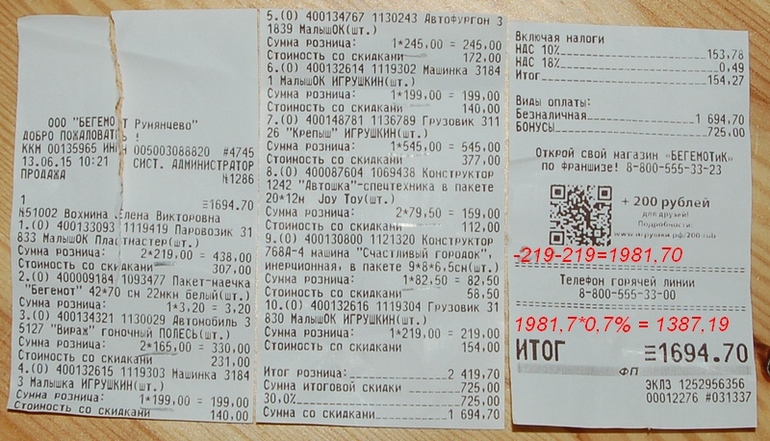 ООО "БЕГЕМОТ Румянцево"
ДОБРО ПОЖАЛОВАТЬ !
ККМ 00135965 ИНН 005003088820 #4745
13.06.15 10:21 СИСТ. АДМИНИСТРАТОР
ПРОДАЖА №1286
1 ≡1694.70
№51002 Вохнина Елена Викторовна
1.(0) 400133093 1119419 Паровозик 31
833 МалышОК Пластмастер(шт.)
Сумма розница: 2*219,00 = 438,00
Стоимость со скидками 307,00
2.(0) 400009184 1093477 Пакет-маечка
"Бегемот" 42*70 см 22мкн белый(шт.)
Сумма розница: 1*3,20 = 3,20
3.(0) 400134321 1130029 Автомобиль 3
5127 "Вираж" гоночный ПОЛЕСЬ(шт.)
Сумма розница: 2*165,00 = 330,00
Стоимость со скидками 231,00
4.(0) 400132615 1119303 Машинка 3184
3 Малышка ИГРУШКИН(шт.)
Сумма розница: 1*199,00 = 199,00
Стоимость со скидками 140,00
5.(0) 400134767 1130243 Автофургон 3
1839 МалышОК(шт.)
Сумма розница: 1*245,00 = 245,00
Стоимость со скидками 172,00
6.(0) 400132614 1119302 Машинка 3184
1 МалышОК ИГРУШКИН(шт.)
Сумма розница: 1*199,00 = 199,00
Стоимость со скидками 140,00
7.(0) 400148781 1136789 Грузовик 311
26 "Крепыш" ИГРУШКИН(шт.)
Сумма розница: 1*545,00 = 545,00
Стоимость со скидками 377,00
8.(0) 400087604 1069438 Конструктор
1242 "Автошка"-спецтехника в пакете
20*12н Joy Toy(шт.)
Сумма розница: 2*79,50 = 159,00
Стоимость со скидками 112,00
9.(0) 400130800 1121320 Конструктор
768Д-4 машина "Счастливый городок",
инерционная, в пакете 9*8*6,5см(шт.)
Сумма розница: 1*82,50 = 82,50
Стоимость со скидками 58,50
10.(0) 400132616 1119304 Грузовик 31
830 МалышОК ИГРУШКИН(шт.)
Сумма розница: 1*219,00 = 219,00
Стоимость со скидками 154,00
Итог розница: 2 419,70
Сумма итоговой скидки 725,00
30,0% 725,00
Сумма со скидками 1 694,70
Включая налоги
НДС 10% 153,78
НДС 18% 0,49
Итог 154,27
Виды оплаты:
Безналичная 1 694,70
БОНУСЫ 725,00
Открой свой магазин «БЕГЕМОТиК»
по франшизе! 8-800-555-33-23
+ 200 рублей
для друзей!
Подробности:
www.игрушки.рф/200-rub
-219-219=1981.70
Телефон горячей линии
8-800-555-33-00
1981,7*0,7% = 1387.19
ИТОГ ≡1694.70
ФП
ЭКЛЗ 1252956356
00012276 #031337